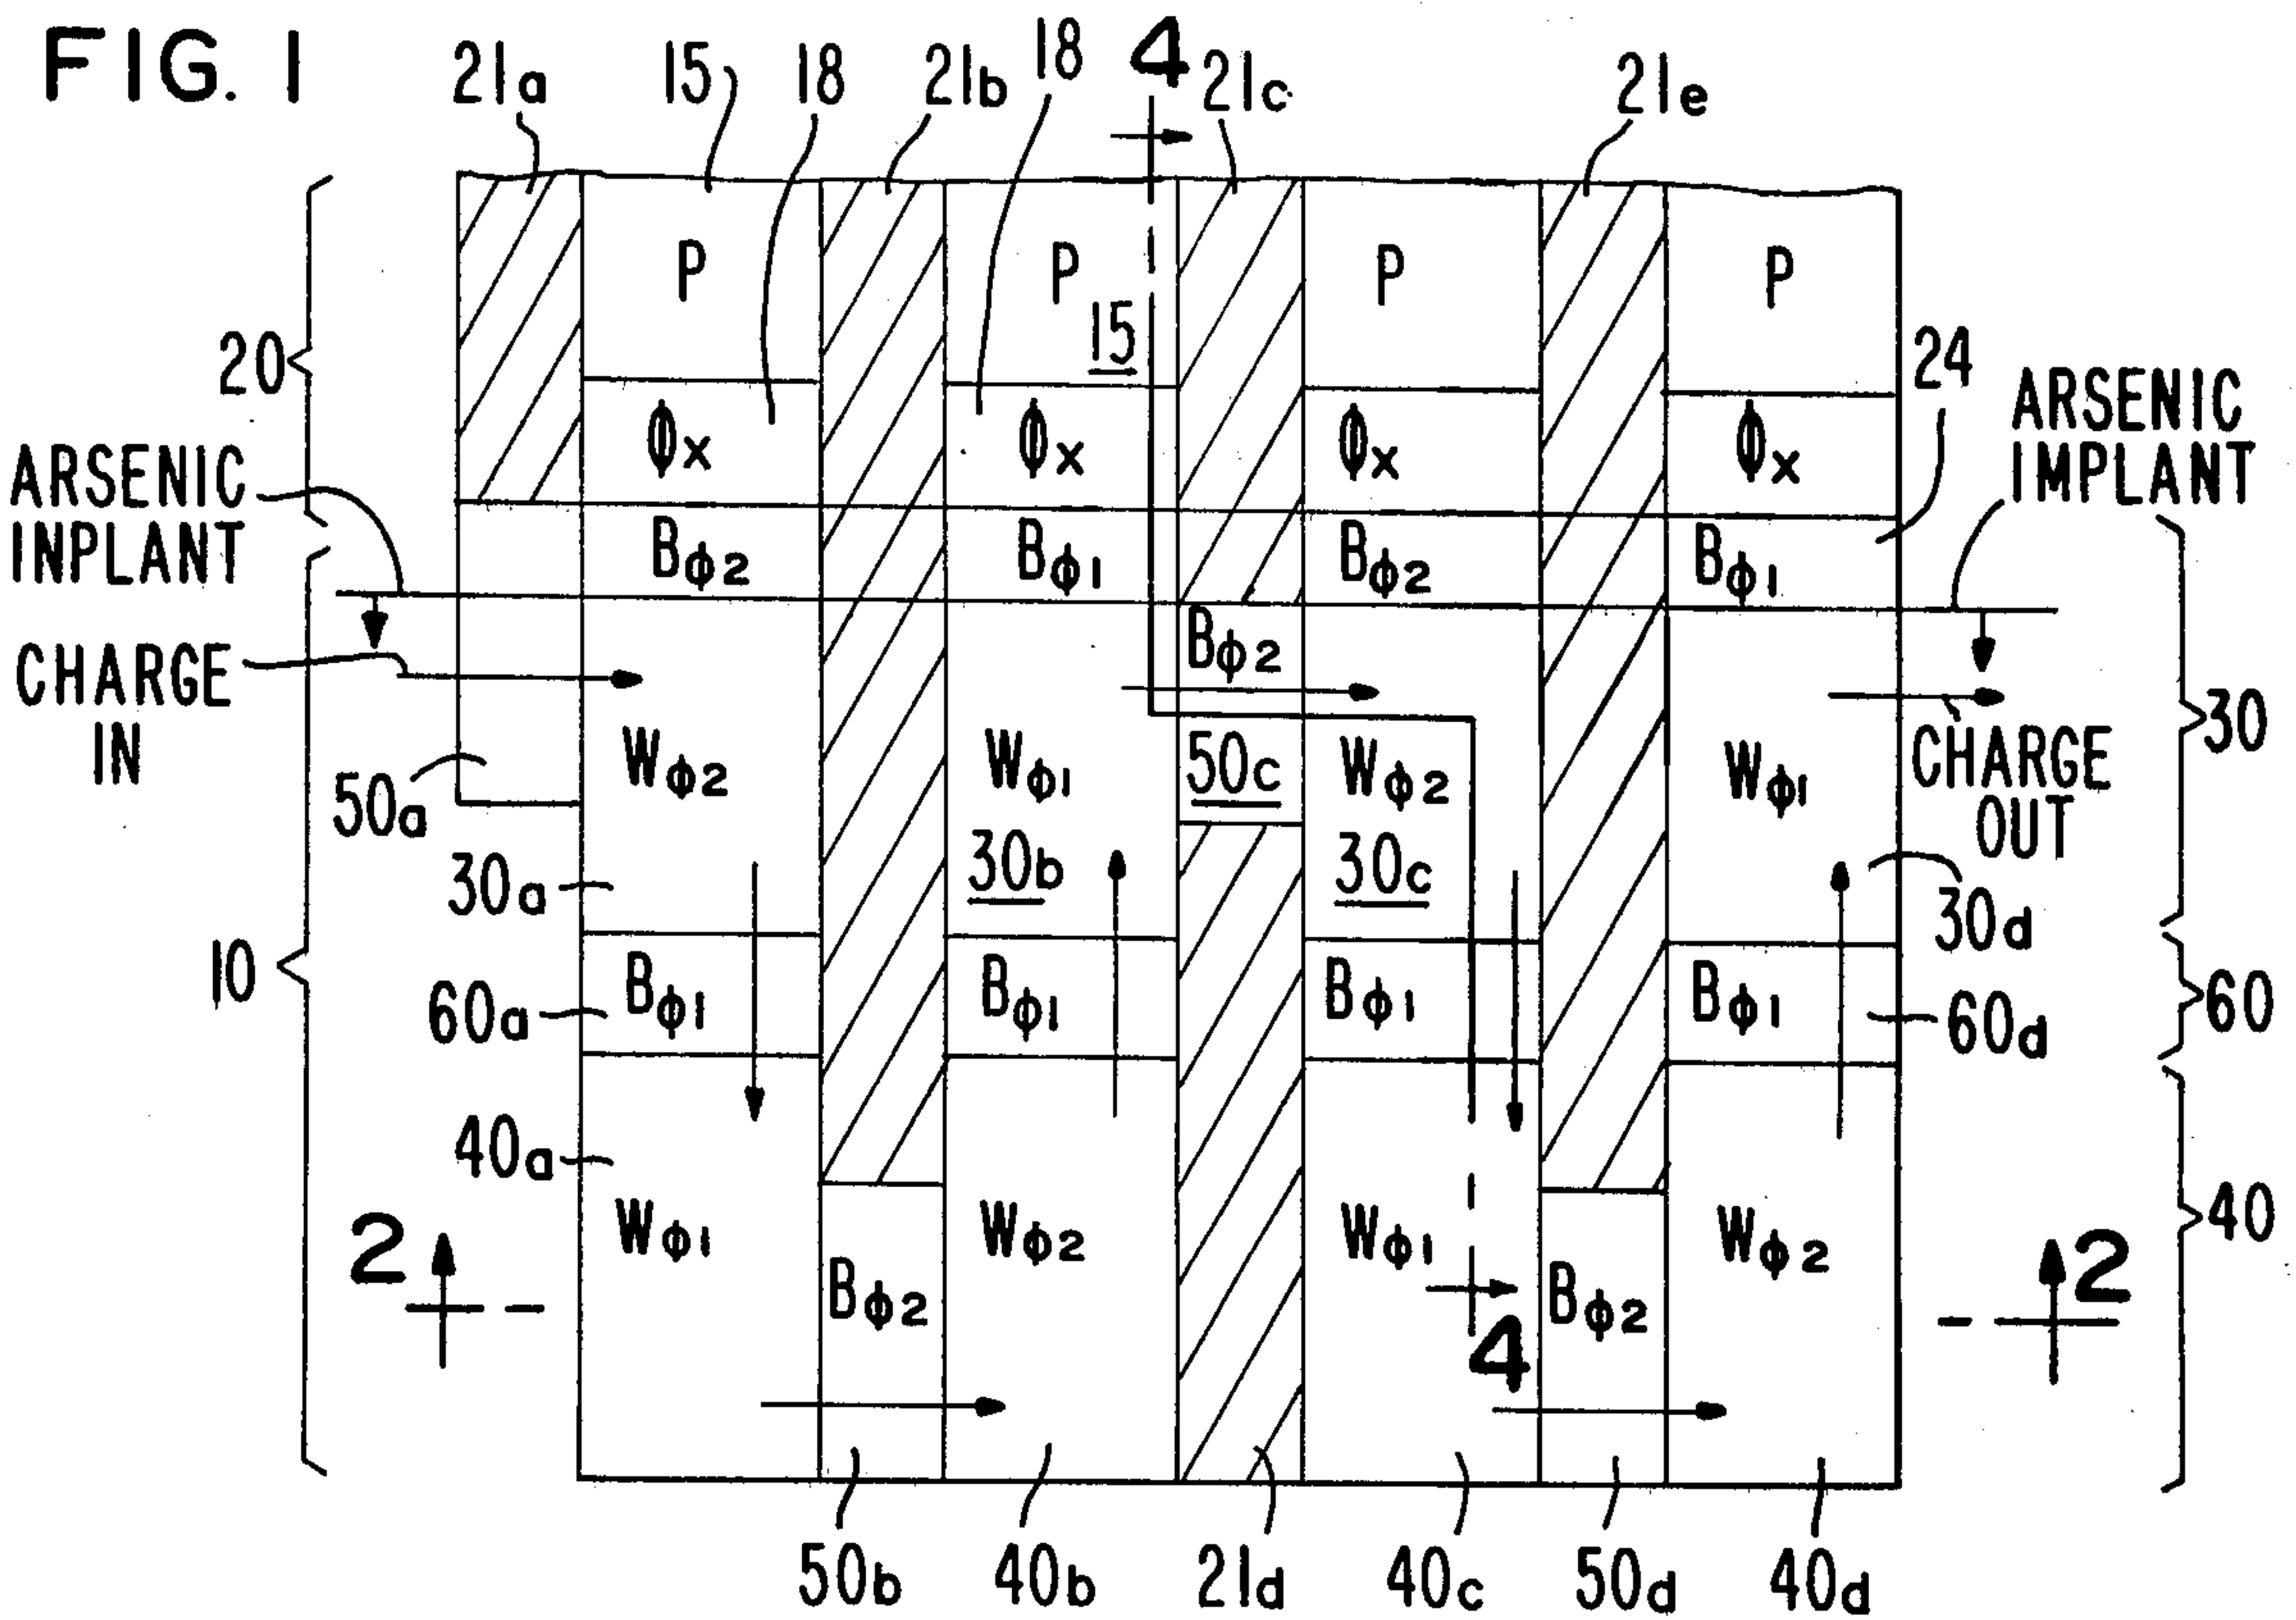 FIG. 1
21a 15 18 21b 18 4 21c 21e
P P P P
15
20
24
ARSENIC
IMPLANT
ϕx ϕx ϕx ϕx
ARSENIC
INPLANT
Bϕ2 Bϕ1 Bϕ2 Bϕ1
Bϕ2
CHARGE
IN
30
Wϕ2 Wϕ1 50c Wϕ2 Wϕ1
CHARGE
OUT
50a
30a 30b 30c 30d
10
60a Bϕ1 Bϕ1 Bϕ1 Bϕ1 60d 60
40a
Wϕ1 Wϕ2 Wϕ1 Wϕ2 40
2 2
Bϕ2 Bϕ2
4
50b 40b 21d 40c 50d 40d